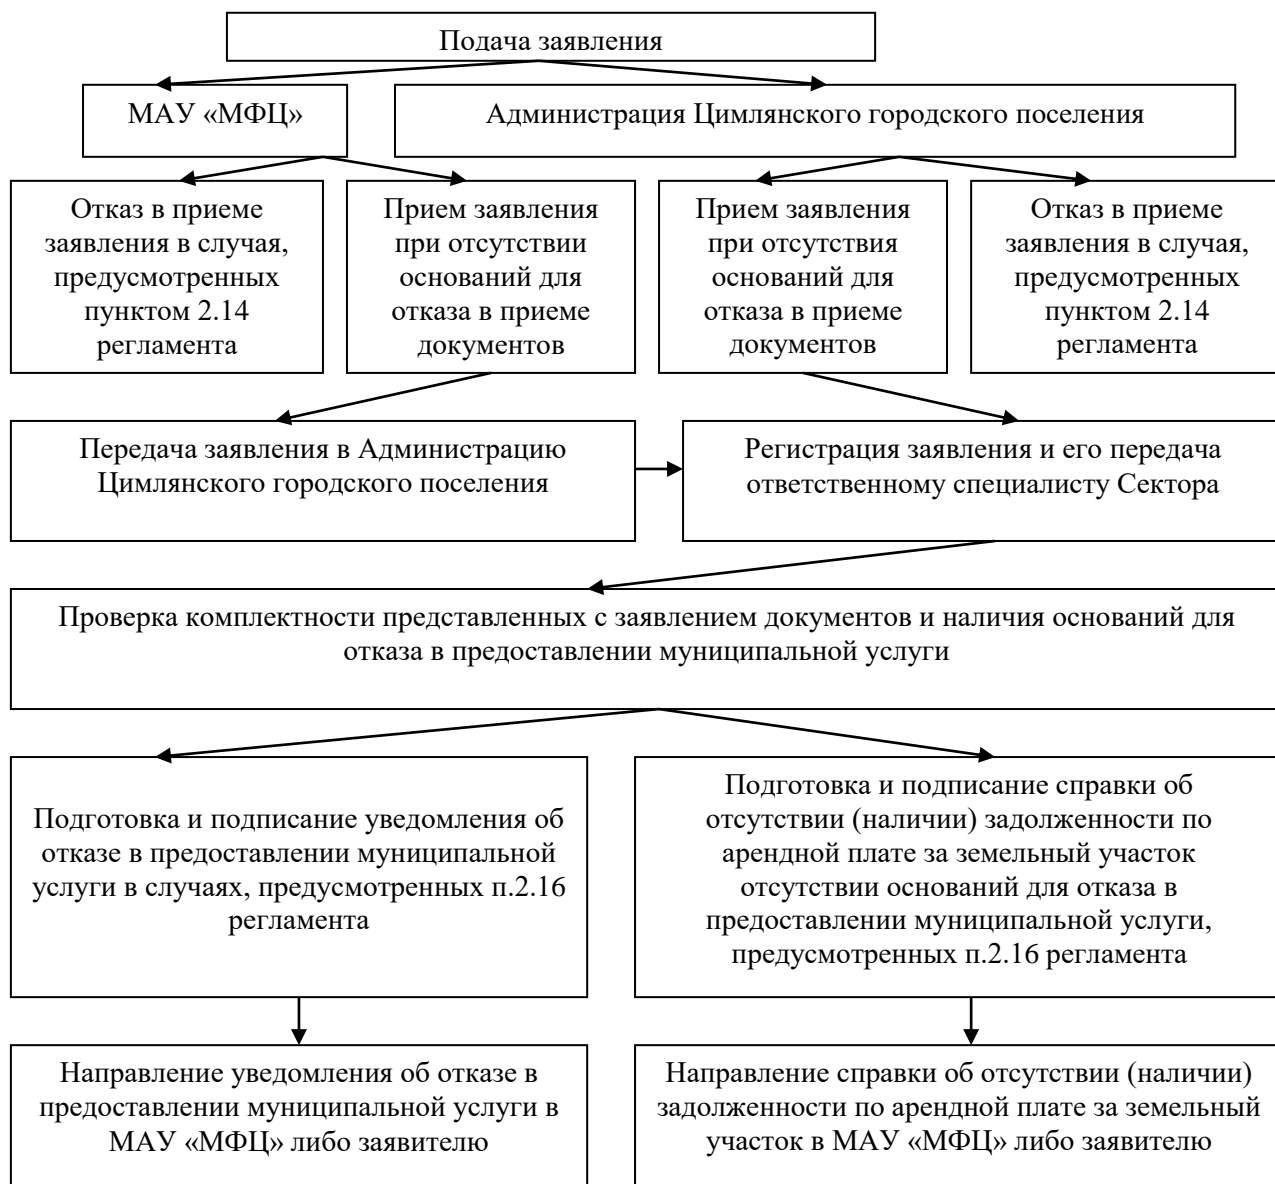 Подача заявления
МАУ «МФЦ»
Администрация Цимлянского городского поселения
Отказ в приеме
заявления в случая,
предусмотренных
пунктом 2.14
регламента
Прием заявления
при отсутствии
оснований для
отказа в приеме
документов
Прием заявления
при отсутствия
оснований для
отказа в приеме
документов
Отказ в приеме
заявления в случая,
предусмотренных
пунктом 2.14
регламента
Передача заявления в Администрацию
Цимлянского городского поселения
Регистрация заявления и его передача
ответственному специалисту Сектора
Проверка комплектности представленных с заявлением документов и наличия оснований для
отказа в предоставлении муниципальной услуги
Подготовка и подписание уведомления об
отказе в предоставлении муниципальной
услуги в случаях, предусмотренных п.2.16
регламента
Подготовка и подписание справки об
отсутствии (наличии) задолженности по
арендной плате за земельный участок
отсутствии оснований для отказа в
предоставлении муниципальной услуги,
предусмотренных п.2.16 регламента
Направление уведомления об отказе в
предоставлении муниципальной услуги в
МАУ «МФЦ» либо заявителю
Направление справки об отсутствии (наличии)
задолженности по арендной плате за земельный
участок в МАУ «МФЦ» либо заявителю